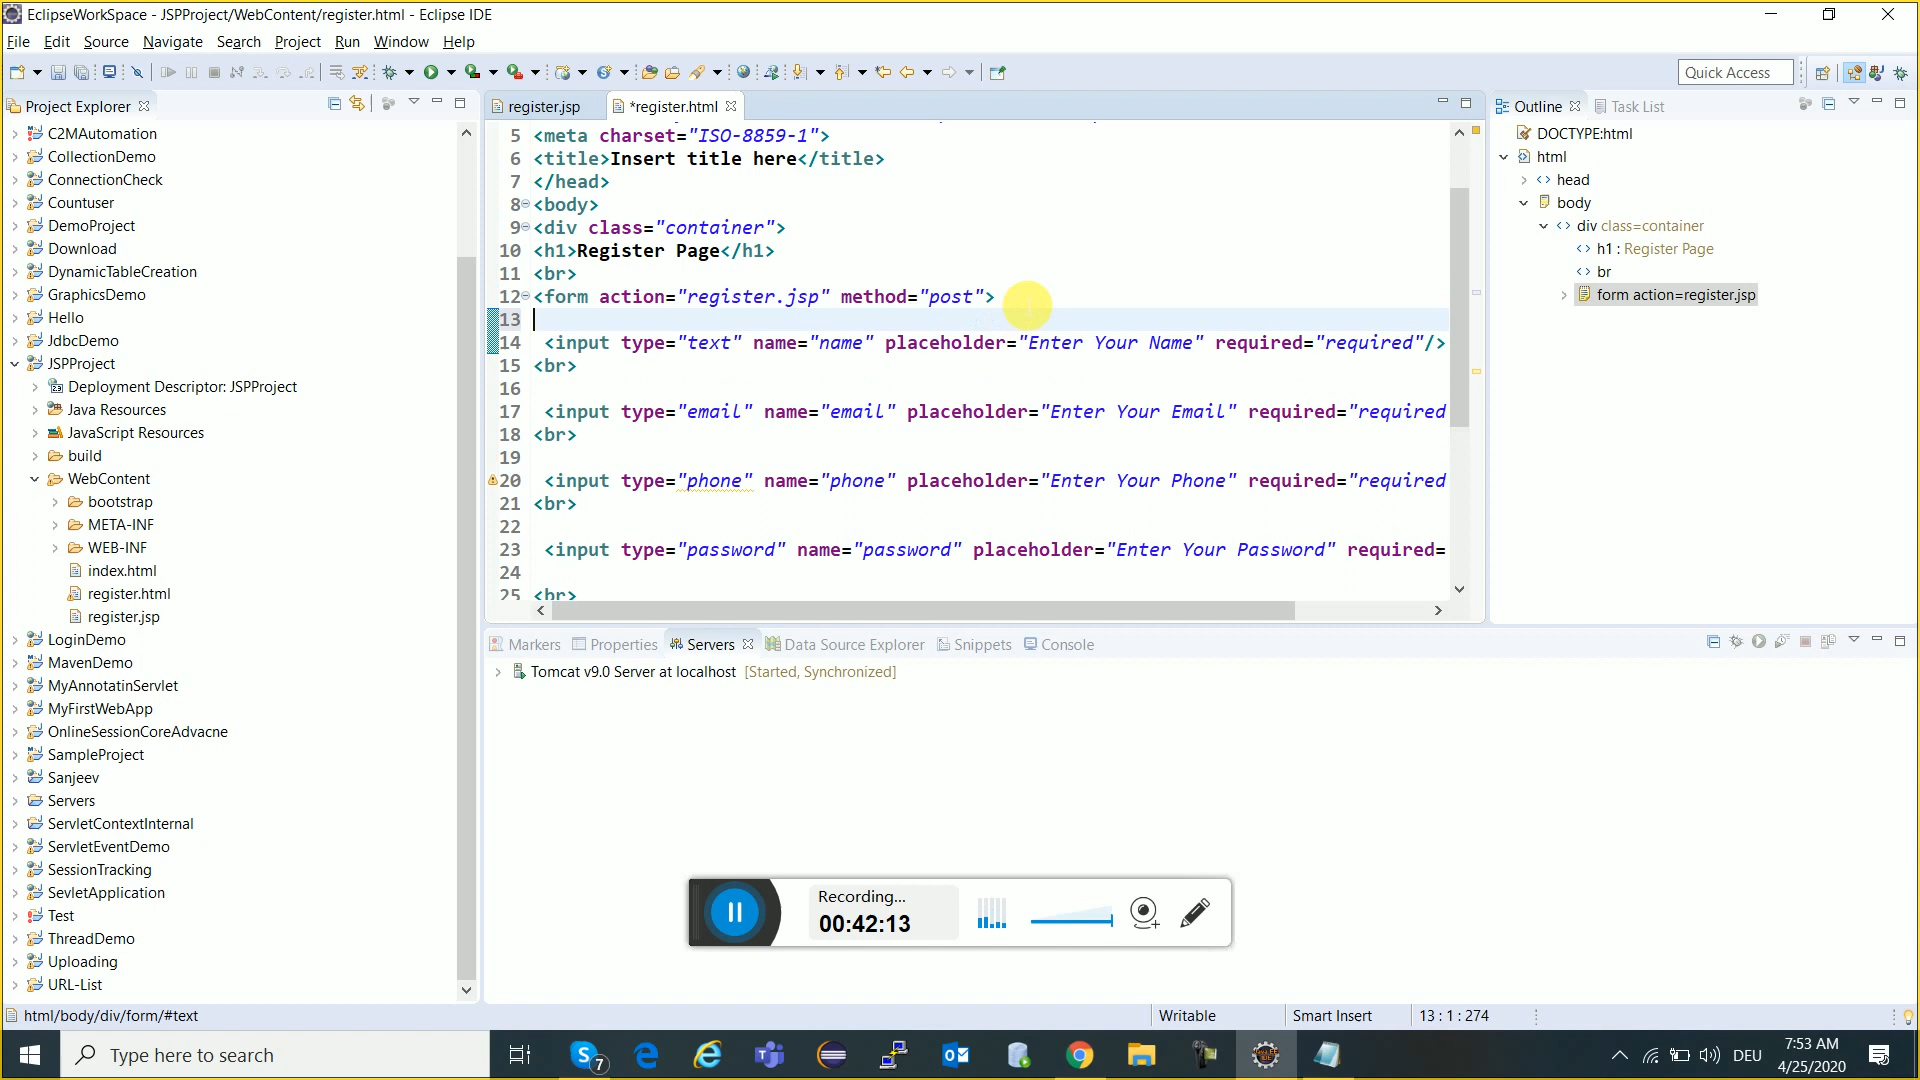 EclipseWorkSpace - JSPProject/WebContent/register.html - Eclipse IDE
File Edit Source Navigate Search Project Run Window Help
Quick Access
Project Explorer
C2MAutomation
CollectionDemo
ConnectionCheck
Countuser
DemoProject
Download
DynamicTableCreation
GraphicsDemo
Hello
JdbcDemo
JSPProject
Deployment Descriptor: JSPProject
Java Resources
JavaScript Resources
build
WebContent
bootstrap
META-INF
WEB-INF
index.html
register.html
register.jsp
LoginDemo
MavenDemo
MyAnnotatinServlet
MyFirstWebApp
OnlineSessionCoreAdvacne
SampleProject
Sanjeev
Servers
ServletContextInternal
ServletEventDemo
SessionTracking
SevletApplication
Test
ThreadDemo
Uploading
URL-List
register.jsp *register.html
5 <meta charset="ISO-8859-1">
6 <title>Insert title here</title>
7 </head>
8 <body>
9 <div class="container">
10 <h1>Register Page</h1>
11 <br>
12 <form action="register.jsp" method="post">
13
14 <input type="text" name="name" placeholder="Enter Your Name" required="required"/>
15 <br>
16
17 <input type="email" name="email" placeholder="Enter Your Email" required="required
18 <br>
19
20 <input type="phone" name="phone" placeholder="Enter Your Phone" required="required
21 <br>
22
23 <input type="password" name="password" placeholder="Enter Your Password" required=
24
25 <br>
Outline Task List
DOCTYPE:html
html
head
body
div class=container
h1 : Register Page
br
form action=register.jsp
Markers Properties Servers Data Source Explorer Snippets Console
Tomcat v9.0 Server at localhost [Started, Synchronized]
Recording...
00:42:13
html/body/div/form/#text Writable Smart Insert 13 : 1 : 274
Type here to search
7
DEU
7:53 AM
4/25/2020